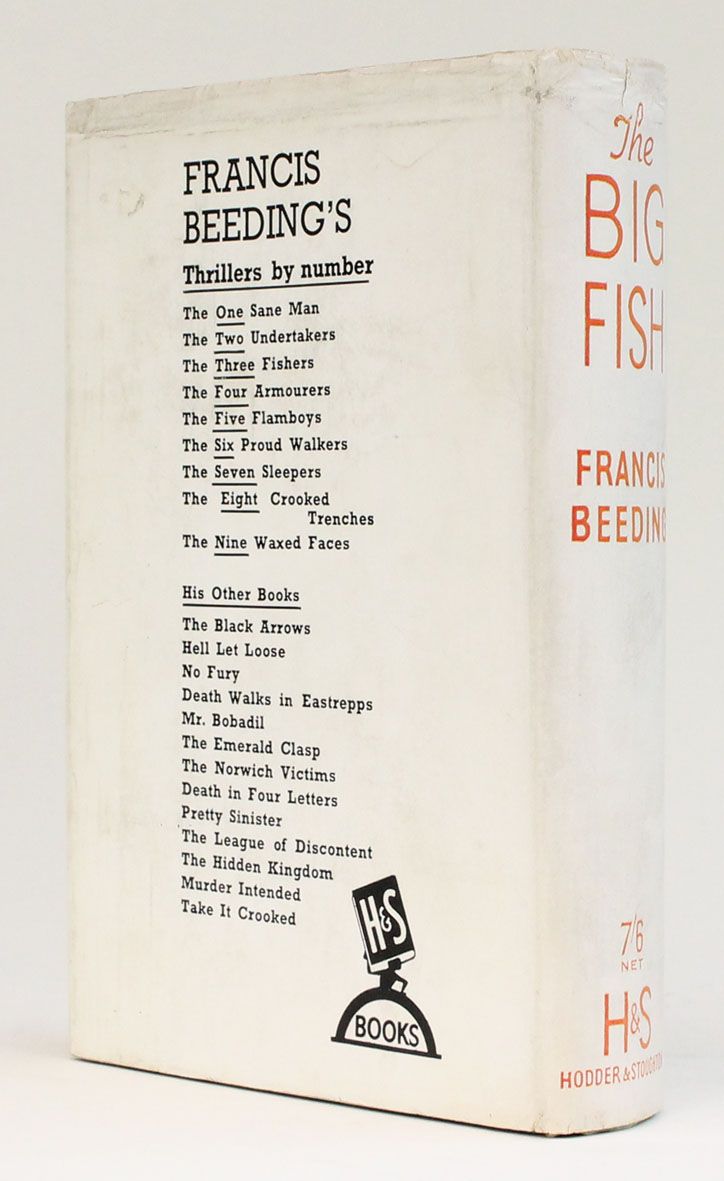 FRANCIS
BEEDING'S
Thrillers by number
The One Sane Man
The Two Undertakers
The Three Fishers
The Four Armourers
The Five Flamboys
The Six Proud Walkers
The Seven Sleepers
The Eight Crooked
Trenches
The Nine Waxed Faces
His Other Books
The Black Arrows
Hell Let Loose
No Fury
Death Walks in Eastrepps
Mr. Bobadil
The Emerald Clasp
The Norwich Victims
Death in Four Letters
Pretty Sinister
The League of Discontent
The Hidden Kingdom
Murder Intended
Take It Crooked
H&S
BOOKS
The
BIG
FISH
FRANCIS
BEEDING
7/6
NET
H&S
HODDER & STOUGHTON